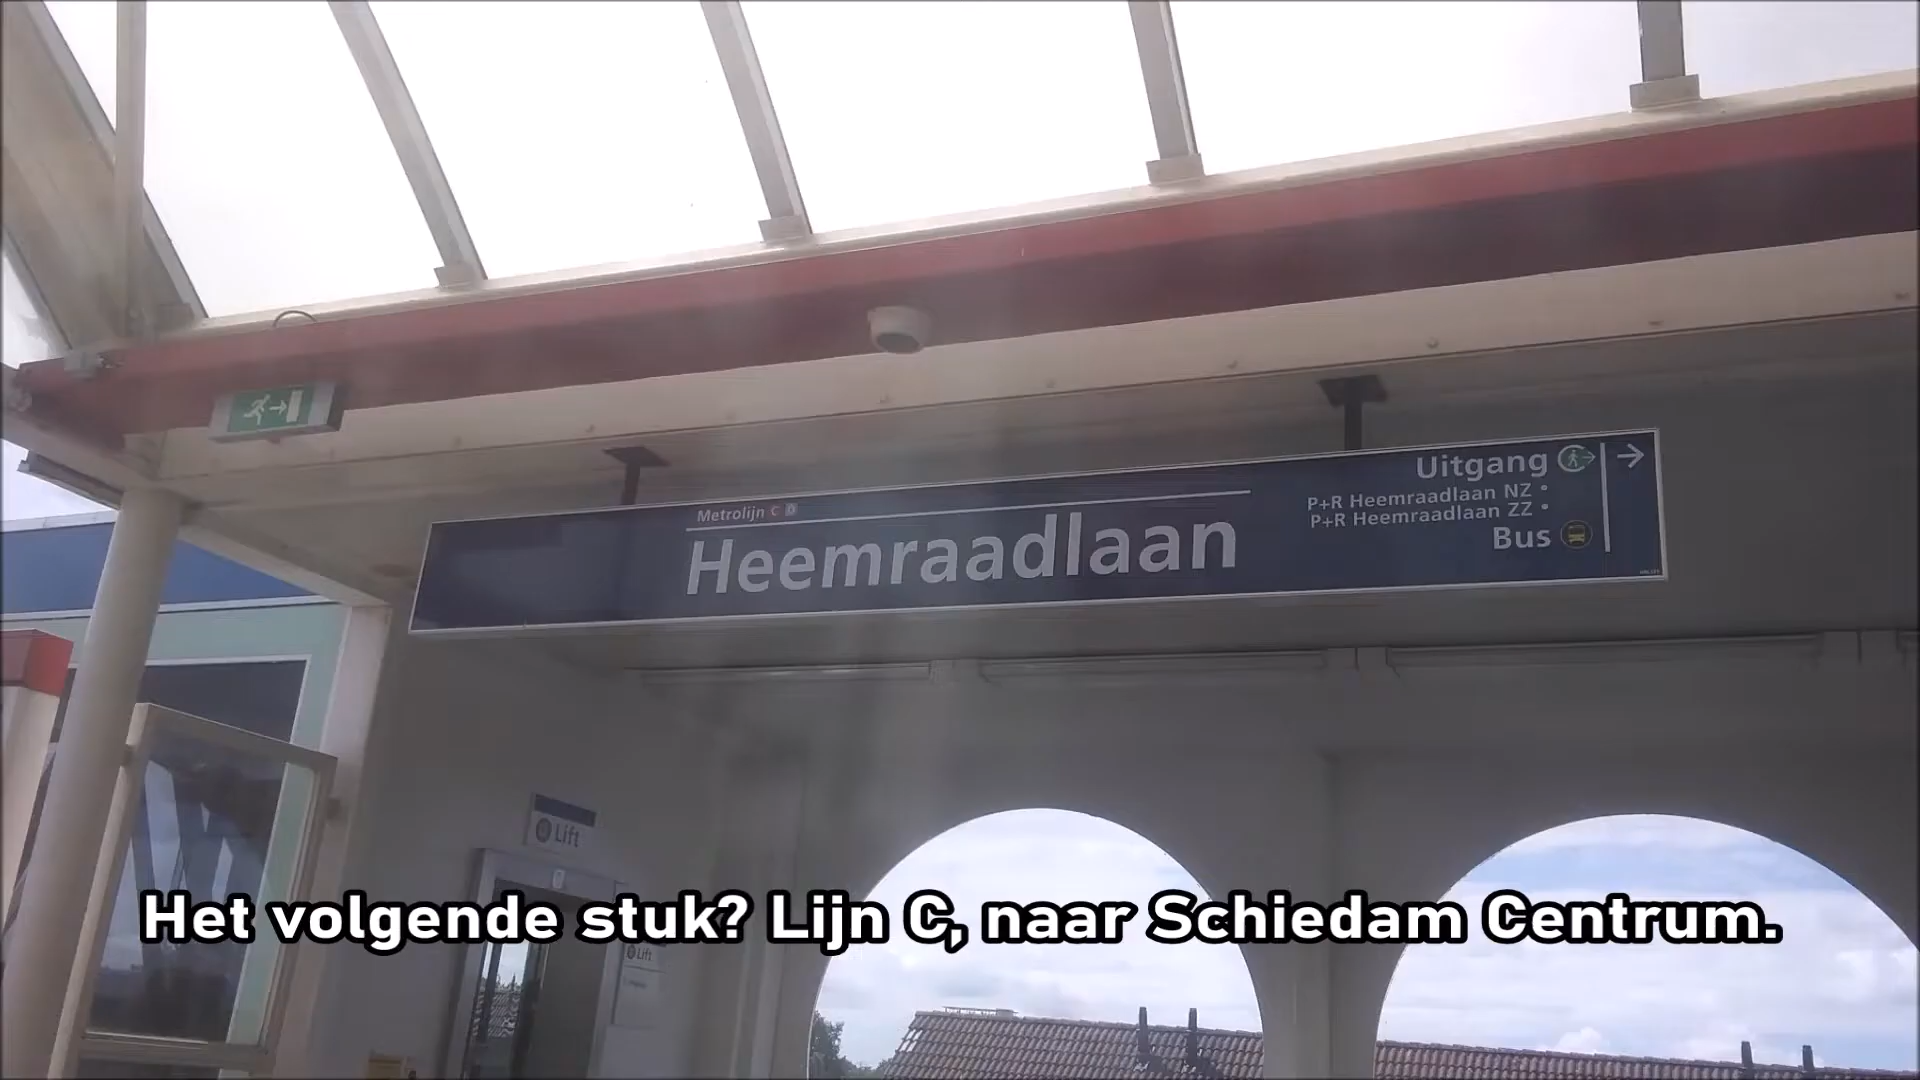 Metrolijn C D
Heemraadlaan
Uitgang
P+R Heemraadlaan NZ
P+R Heemraadlaan ZZ
Bus
Lift
Lift
Het volgende stuk? Lijn C, naar Schiedam Centrum.